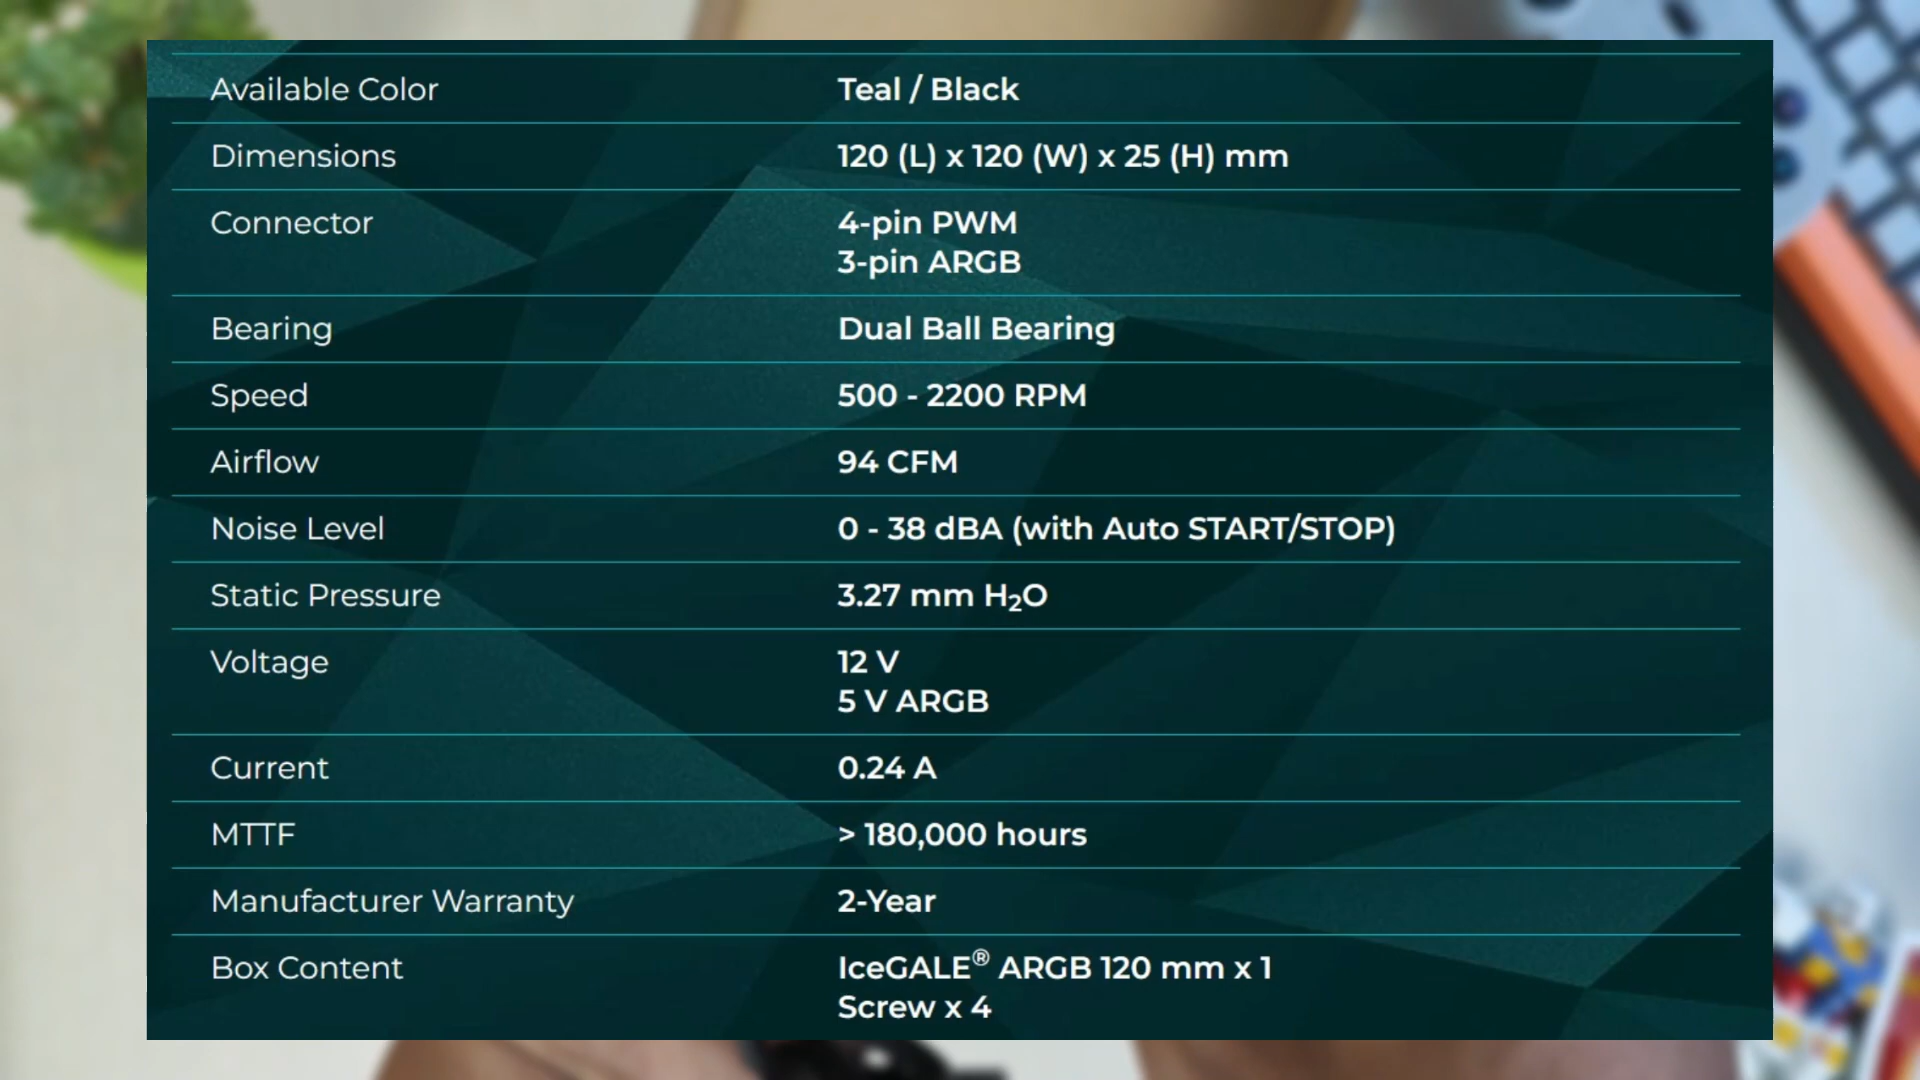 Available Color Teal / Black
Dimensions 120 (L) x 120 (W) x 25 (H) mm
Connector 4-pin PWM
3-pin ARGB
Bearing Dual Ball Bearing
Speed 500 - 2200 RPM
Airflow 94 CFM
Noise Level 0 - 38 dBA (with Auto START/STOP)
Static Pressure 3.27 mm H₂O
Voltage 12 V
5 V ARGB
Current 0.24 A
MTTF > 180,000 hours
Manufacturer Warranty 2-Year
Box Content IceGALE® ARGB 120 mm x 1
Screw x 4